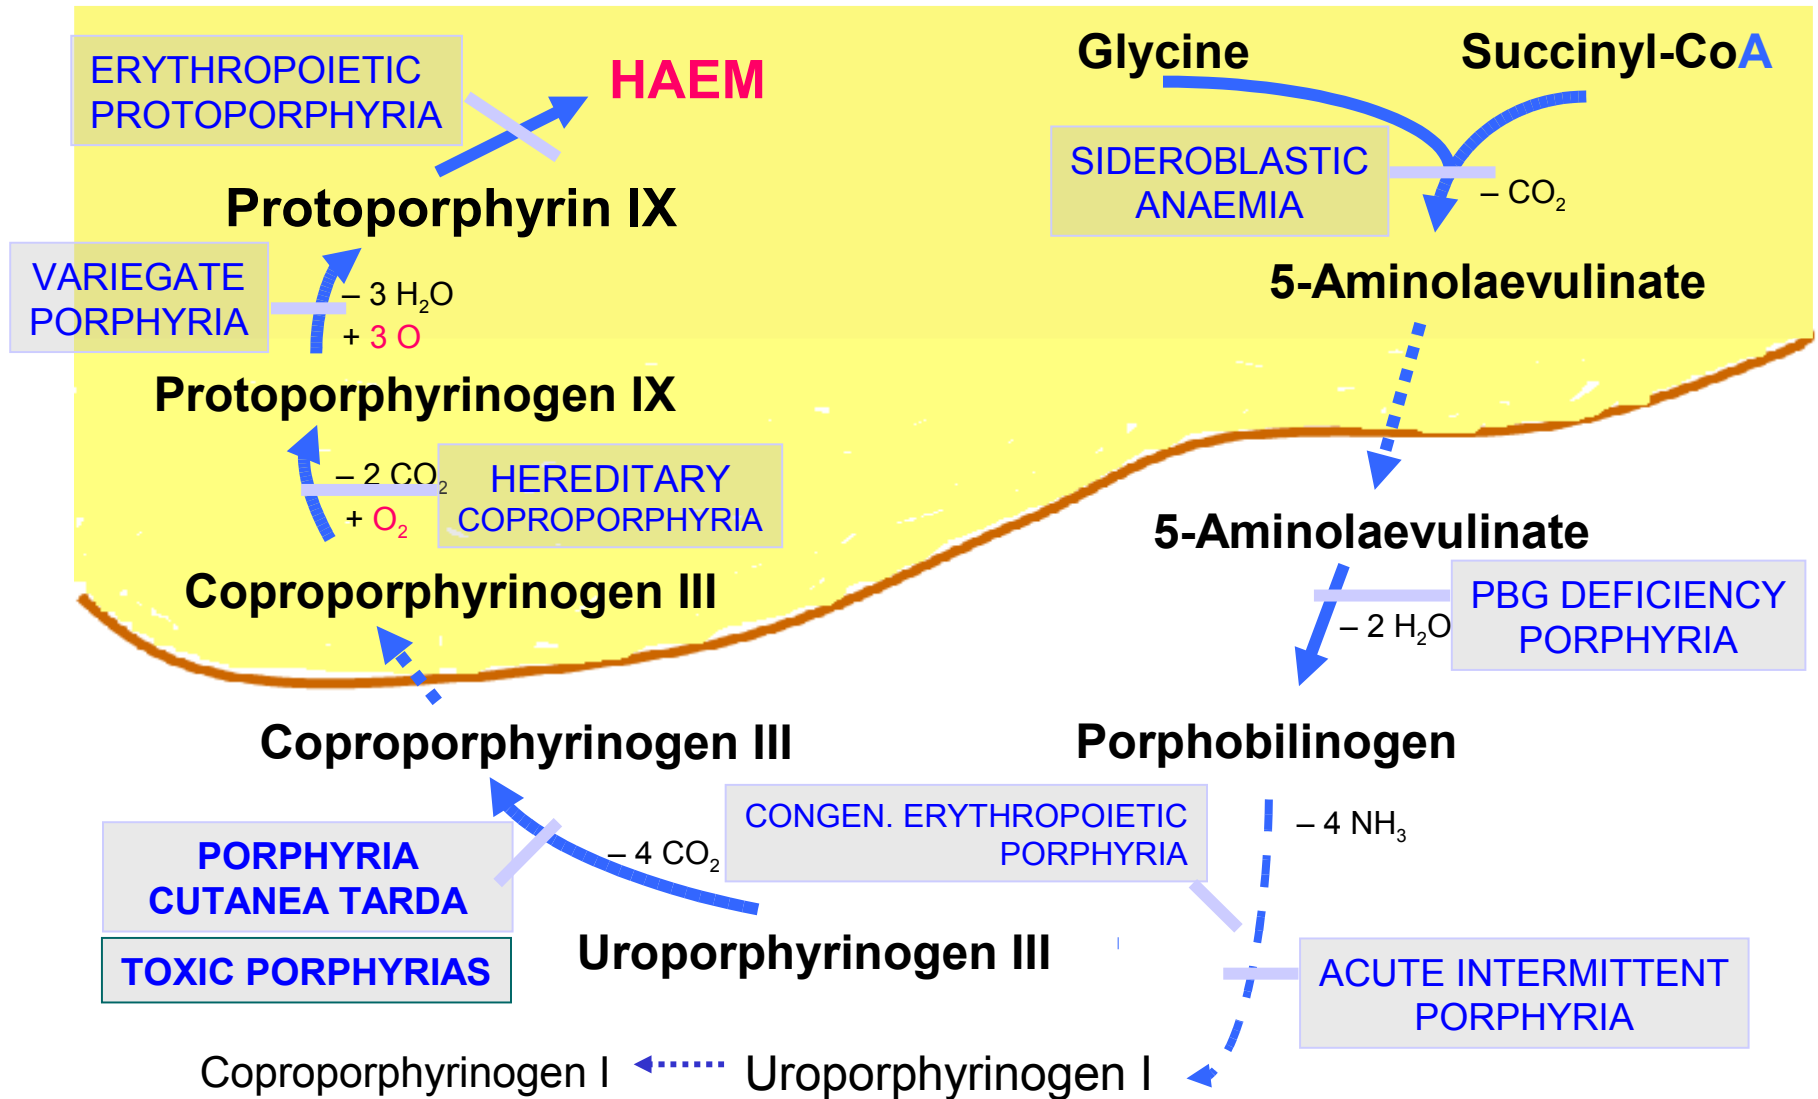 ERYTHROPOIETIC
PROTOPORPHYRIA
HAEM
Glycine
Succinyl-CoA
SIDEROBLASTIC
ANAEMIA
– CO₂
Protoporphyrin IX
5-Aminolaevulinate
VARIEGATE
PORPHYRIA
– 3 H₂O
+ 3 O
Protoporphyrinogen IX
– 2 CO₂
+ O₂
HEREDITARY
COPROPORPHYRIA
5-Aminolaevulinate
Coproporphyrinogen III
– 2 H₂O
PBG DEFICIENCY
PORPHYRIA
Coproporphyrinogen III
Porphobilinogen
CONGEN. ERYTHROPOIETIC
PORPHYRIA
– 4 NH₃
PORPHYRIA
CUTANEA TARDA
– 4 CO₂
TOXIC PORPHYRIAS
Uroporphyrinogen III
ACUTE INTERMITTENT
PORPHYRIA
Coproporphyrinogen I
Uroporphyrinogen I